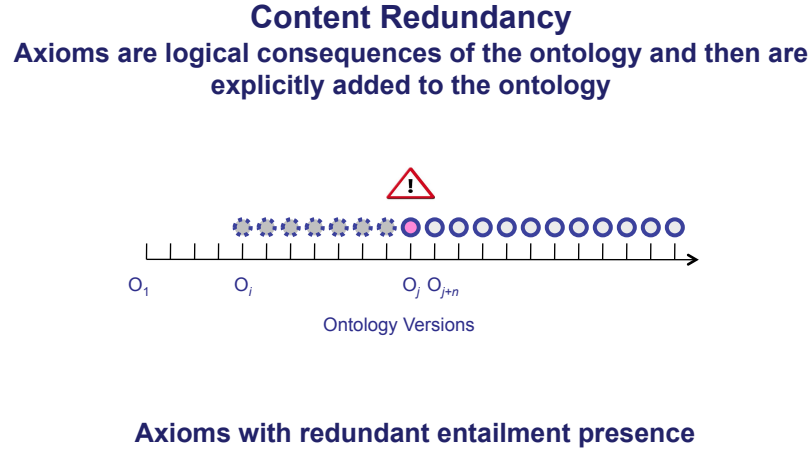 Content Redundancy
Axioms are logical consequences of the ontology and then are
explicitly added to the ontology
!
O1 Oi Oj Oj+n
Ontology Versions
Axioms with redundant entailment presence